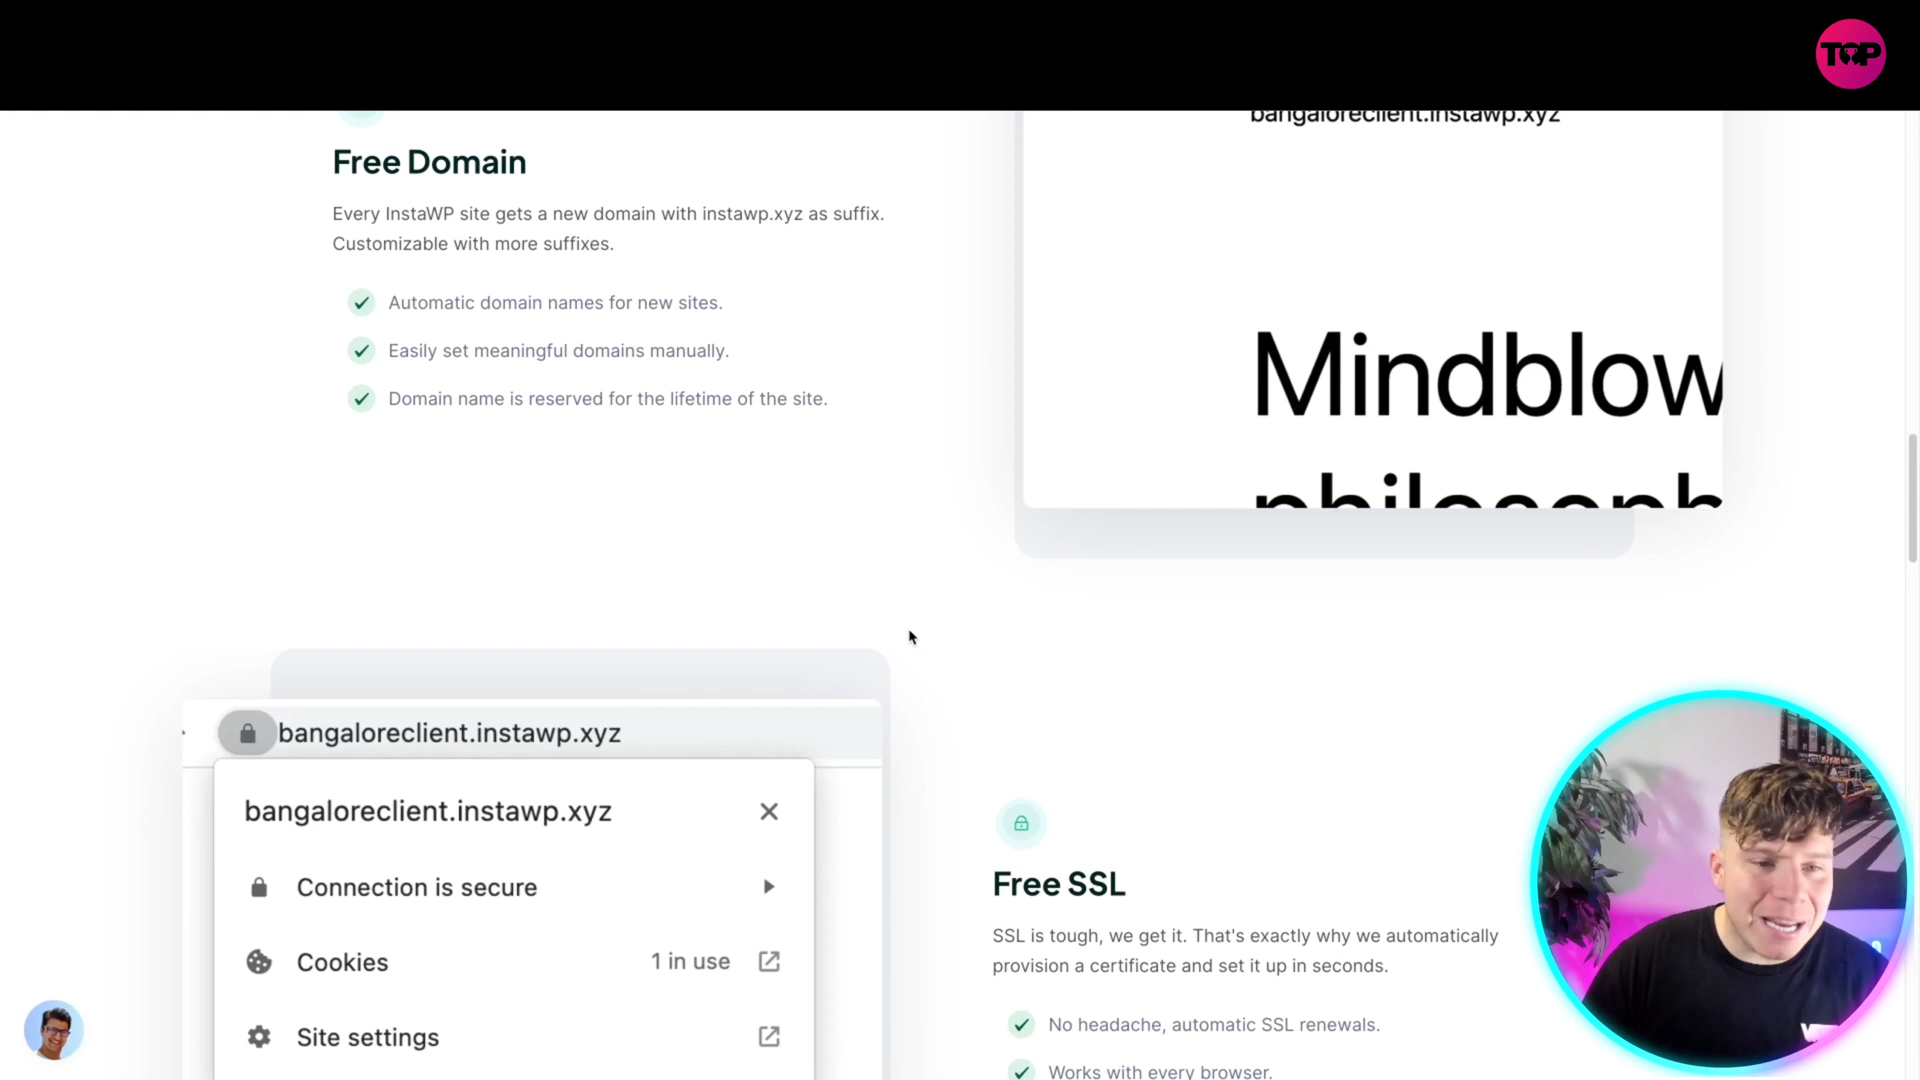 TOP
bangaloreclient.instawp.xyz
Free Domain
Every InstaWP site gets a new domain with instawp.xyz as suffix.
Customizable with more suffixes.
Automatic domain names for new sites.
Easily set meaningful domains manually.
Domain name is reserved for the lifetime of the site.
Mindblow
philosoph
bangaloreclient.instawp.xyz
bangaloreclient.instawp.xyz
Connection is secure
Cookies
1 in use
Site settings
Free SSL
SSL is tough, we get it. That's exactly why we automatically
provision a certificate and set it up in seconds.
No headache, automatic SSL renewals.
Works with every browser.